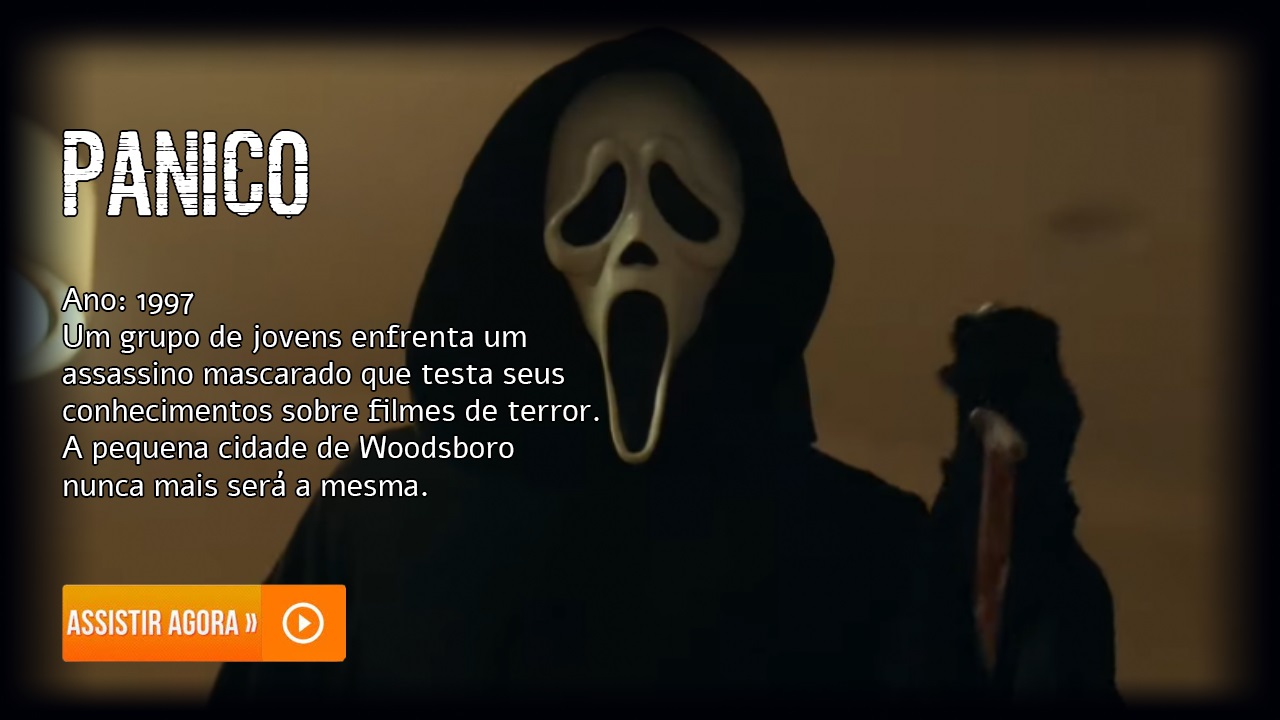 PANICO
Ano: 1997
Um grupo de jovens enfrenta um
assassino mascarado que testa seus
conhecimentos sobre filmes de terror.
A pequena cidade de Woodsboro
nunca mais será a mesma.
ASSISTIR AGORA »